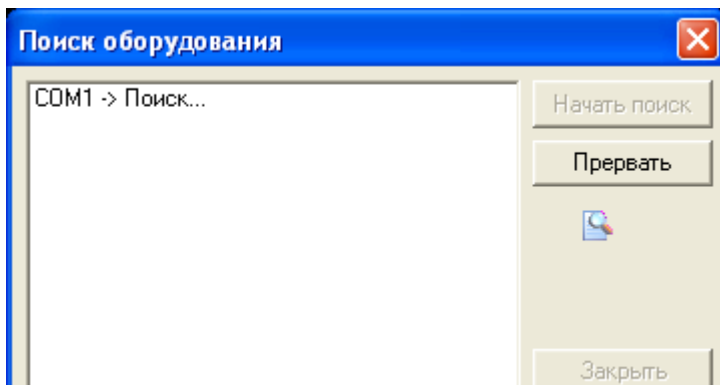 Поиск оборудования
COM1 -> Поиск...
Начать поиск
Прервать
Закрыть